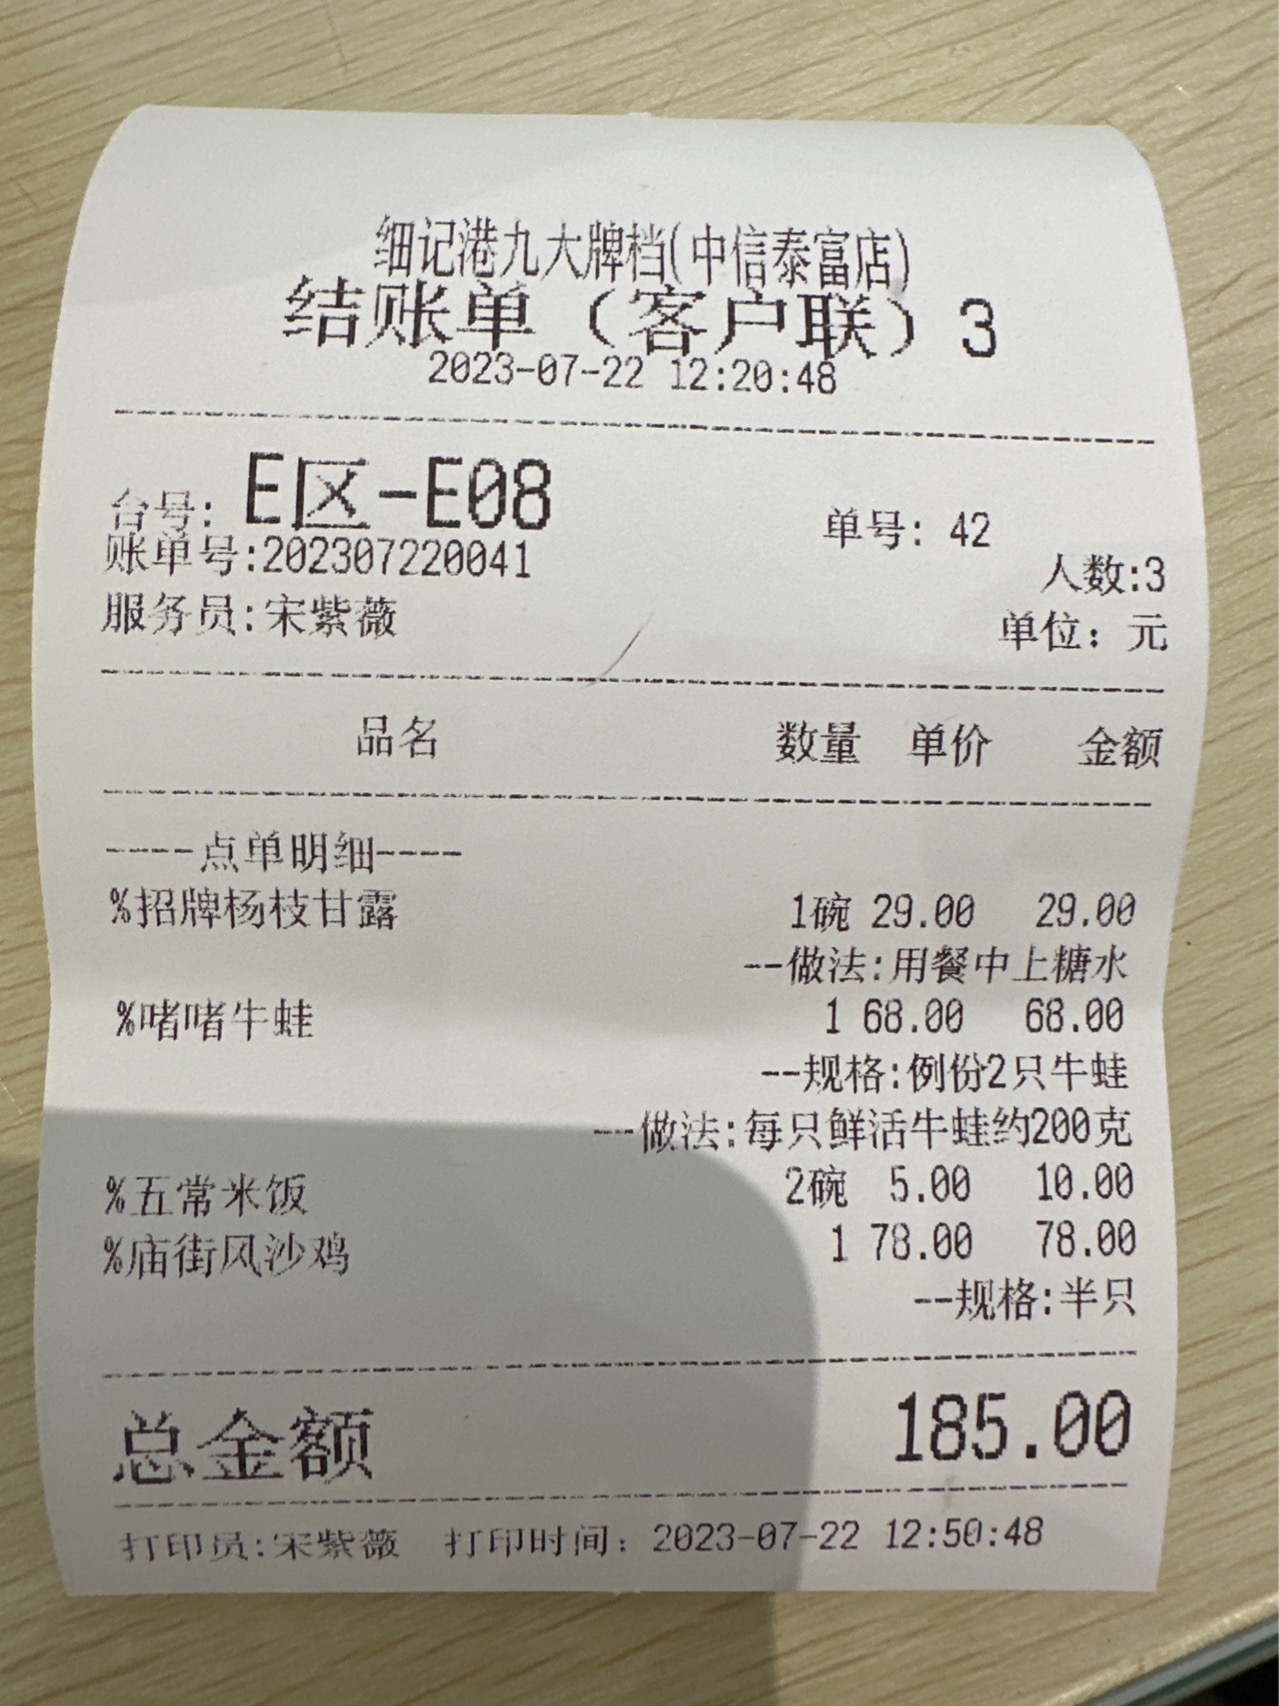 细记港九大牌档(中信泰富店)
结账单（客户联）3
2023-07-22 12:20:48
台号: E区-E08 单号: 42
账单号:202307220041 人数:3
服务员:宋紫薇 单位: 元
品名 数量 单价 金额
----点单明细----
%招牌杨枝甘露 1碗 29.00 29.00
--做法:用餐中上糖水
%啫啫牛蛙 1 68.00 68.00
--规格:例份2只牛蛙
--做法:每只鲜活牛蛙约200克
%五常米饭 2碗 5.00 10.00
%庙街风沙鸡 1 78.00 78.00
--规格:半只
总金额 185.00
打印员:宋紫薇 打印时间: 2023-07-22 12:50:48